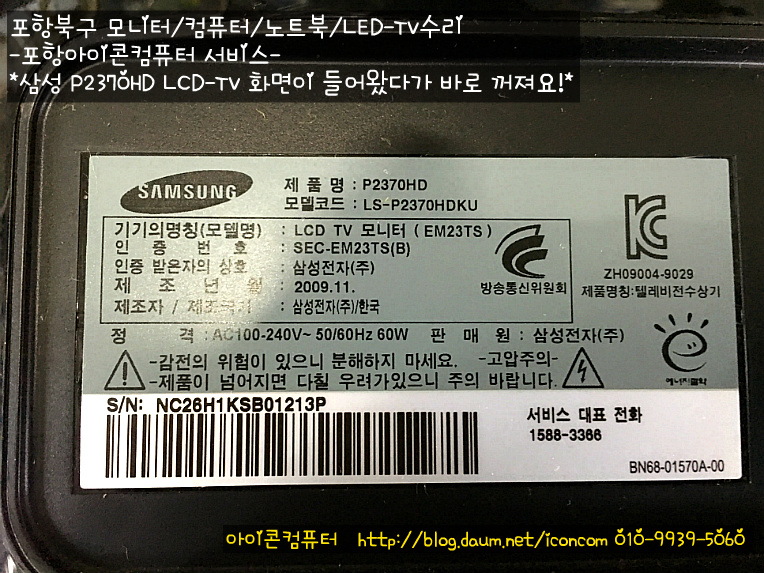 포항북구 모니터/컴퓨터/노트북/LED-TV수리
-포항아이콘컴퓨터 서비스-
*삼성 P2370HD LCD-TV 화면이 들어왔다가 바로 꺼져요!*
SAMSUNG
제 품 명 : P2370HD
모델코드 : LS-P2370HDKU
기기의명칭(모델명) : LCD TV 모니터 (EM23TS)
인 증 번 호 : SEC-EM23TS(B)
인증 받은자의 상호 : 삼성전자(주)
제 조 년 월 : 2009.11.
제조자 / 제조국가 : 삼성전자(주)/한국
방송통신위원회
ZH09004-9029
제품명칭:텔레비전수상기
정 격 : AC100-240V~ 50/60Hz 60W 판 매 원 : 삼성전자(주)
-감전의 위험이 있으니 분해하지 마세요. -고압주의-
-제품이 넘어지면 다칠 우려가있으니 주의 바랍니다.
에너지절약
S/N: NC26H1KSB01213P
서비스 대표 전화
1588-3366
BN68-01570A-00
아이콘컴퓨터 http://blog.daum.net/iconcom 010-9939-5060